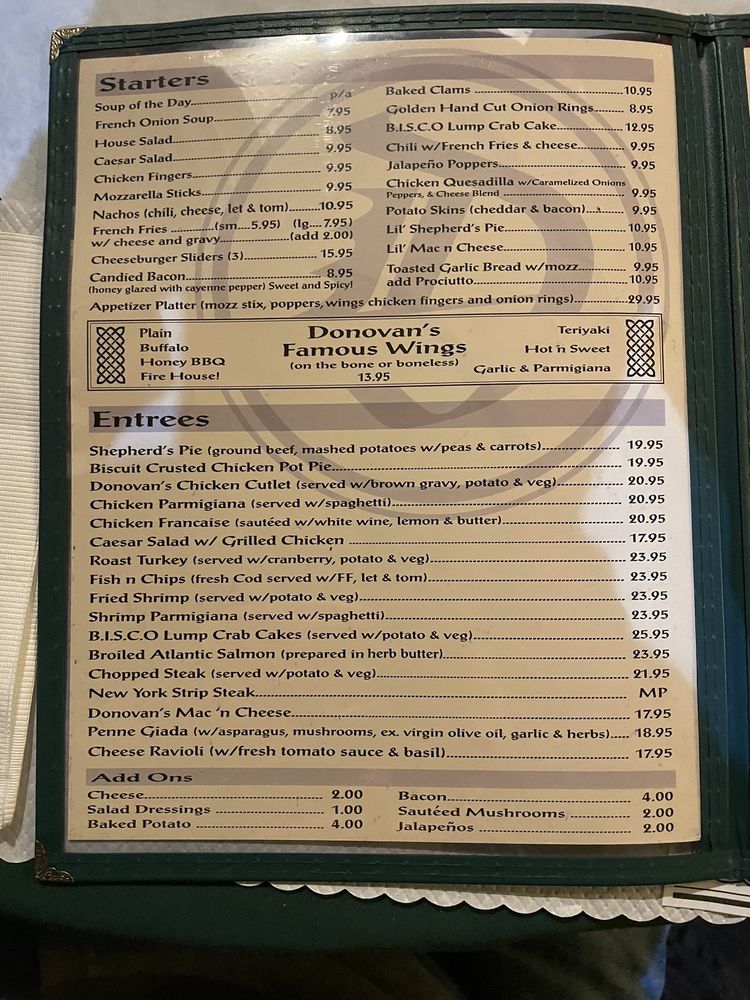 Starters
Soup of the Day p/a
French Onion Soup 7.95
House Salad 8.95
Caesar Salad 9.95
Chicken Fingers 9.95
Mozzarella Sticks 9.95
Nachos (chili, cheese, let & tom) 10.95
French Fries (sm....5.95) (lg....7.95)
w/ cheese and gravy (add 2.00)
Cheeseburger Sliders (3) 15.95
Candied Bacon 8.95
(honey glazed with cayenne pepper) Sweet and Spicy!
Baked Clams 10.95
Golden Hand Cut Onion Rings 8.95
B.I.S.C.O Lump Crab Cake 12.95
Chili w/French Fries & cheese 9.95
Jalapeño Poppers 9.95
Chicken Quesadilla w/Caramelized Onions
Peppers, & Cheese Blend 9.95
Potato Skins (cheddar & bacon) 9.95
Lil' Shepherd's Pie 10.95
Lil' Mac n Cheese 10.95
Toasted Garlic Bread w/mozz 9.95
add Prociutto 10.95
Appetizer Platter (mozz stix, poppers, wings chicken fingers and onion rings) 29.95
Plain
Buffalo
Honey BBQ
Fire House!
Donovan's
Famous Wings
(on the bone or boneless)
13.95
Teriyaki
Hot n Sweet
Garlic & Parmigiana
Entrees
Shepherd's Pie (ground beef, mashed potatoes w/peas & carrots) 19.95
Biscuit Crusted Chicken Pot Pie 19.95
Donovan's Chicken Cutlet (served w/brown gravy, potato & veg) 20.95
Chicken Parmigiana (served w/spaghetti) 20.95
Chicken Francaise (sautéed w/white wine, lemon & butter) 20.95
Caesar Salad w/ Grilled Chicken 17.95
Roast Turkey (served w/cranberry, potato & veg) 23.95
Fish n Chips (fresh Cod served w/FF, let & tom) 23.95
Fried Shrimp (served w/potato & veg) 23.95
Shrimp Parmigiana (served w/spaghetti) 23.95
B.I.S.C.O Lump Crab Cakes (served w/potato & veg) 25.95
Broiled Atlantic Salmon (prepared in herb butter) 23.95
Chopped Steak (served w/potato & veg) 21.95
New York Strip Steak MP
Donovan's Mac 'n Cheese 17.95
Penne Giada (w/asparagus, mushrooms, ex. virgin olive oil, garlic & herbs) 18.95
Cheese Ravioli (w/fresh tomato sauce & basil) 17.95
Add Ons
Cheese 2.00
Salad Dressings 1.00
Baked Potato 4.00
Bacon 4.00
Sautéed Mushrooms 2.00
Jalapeños 2.00